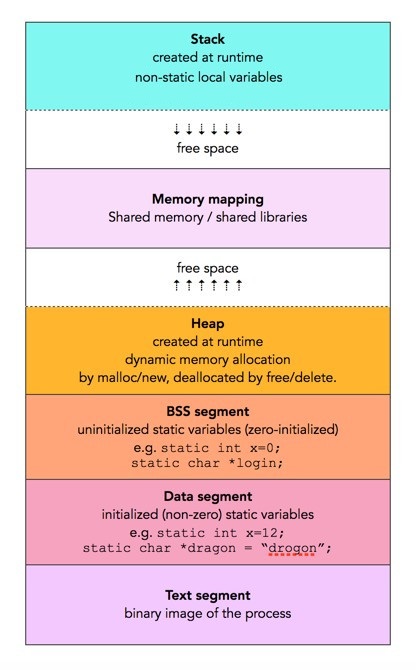 Stack
created at runtime
non-static local variables
↓ ↓ ↓ ↓ ↓ ↓
free space
Memory mapping
Shared memory / shared libraries
free space
↑ ↑ ↑ ↑ ↑ ↑
Heap
created at runtime
dynamic memory allocation
by malloc/new, deallocated by free/delete.
BSS segment
uninitialized static variables (zero-initialized)
e.g. static int x=0;
static char *login;
Data segment
initialized (non-zero) static variables
e.g. static int x=12;
static char *dragon = “drogon”;
Text segment
binary image of the process